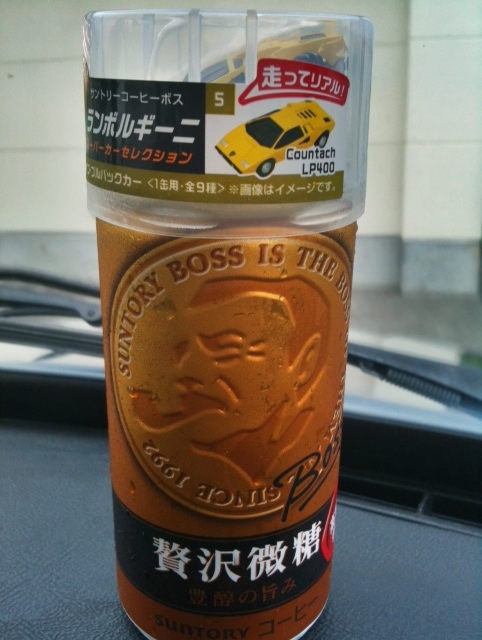 走ってリアル!
サントリーコーヒーボス
5
ランボルギーニ
ーパーカーセレクション
Countach
LP400
プルバックカー <1缶用・全9種> ※画像はイメージです。
SUNTORY BOSS IS THE BOSS
SINCE 1992
BOSS
贅沢微糖
豊醇の旨み
SUNTORY コーヒー